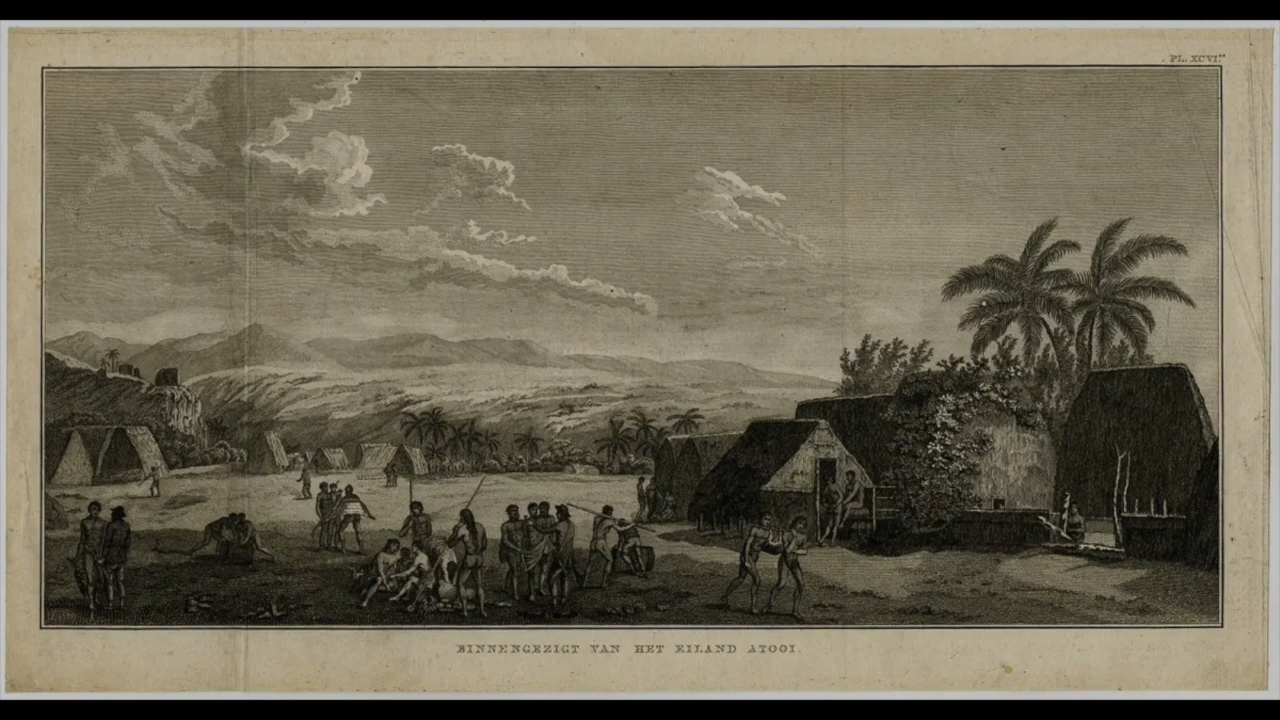 PL. XCVI.**
BINNENGEZIGT VAN HET EILAND ATOOI.